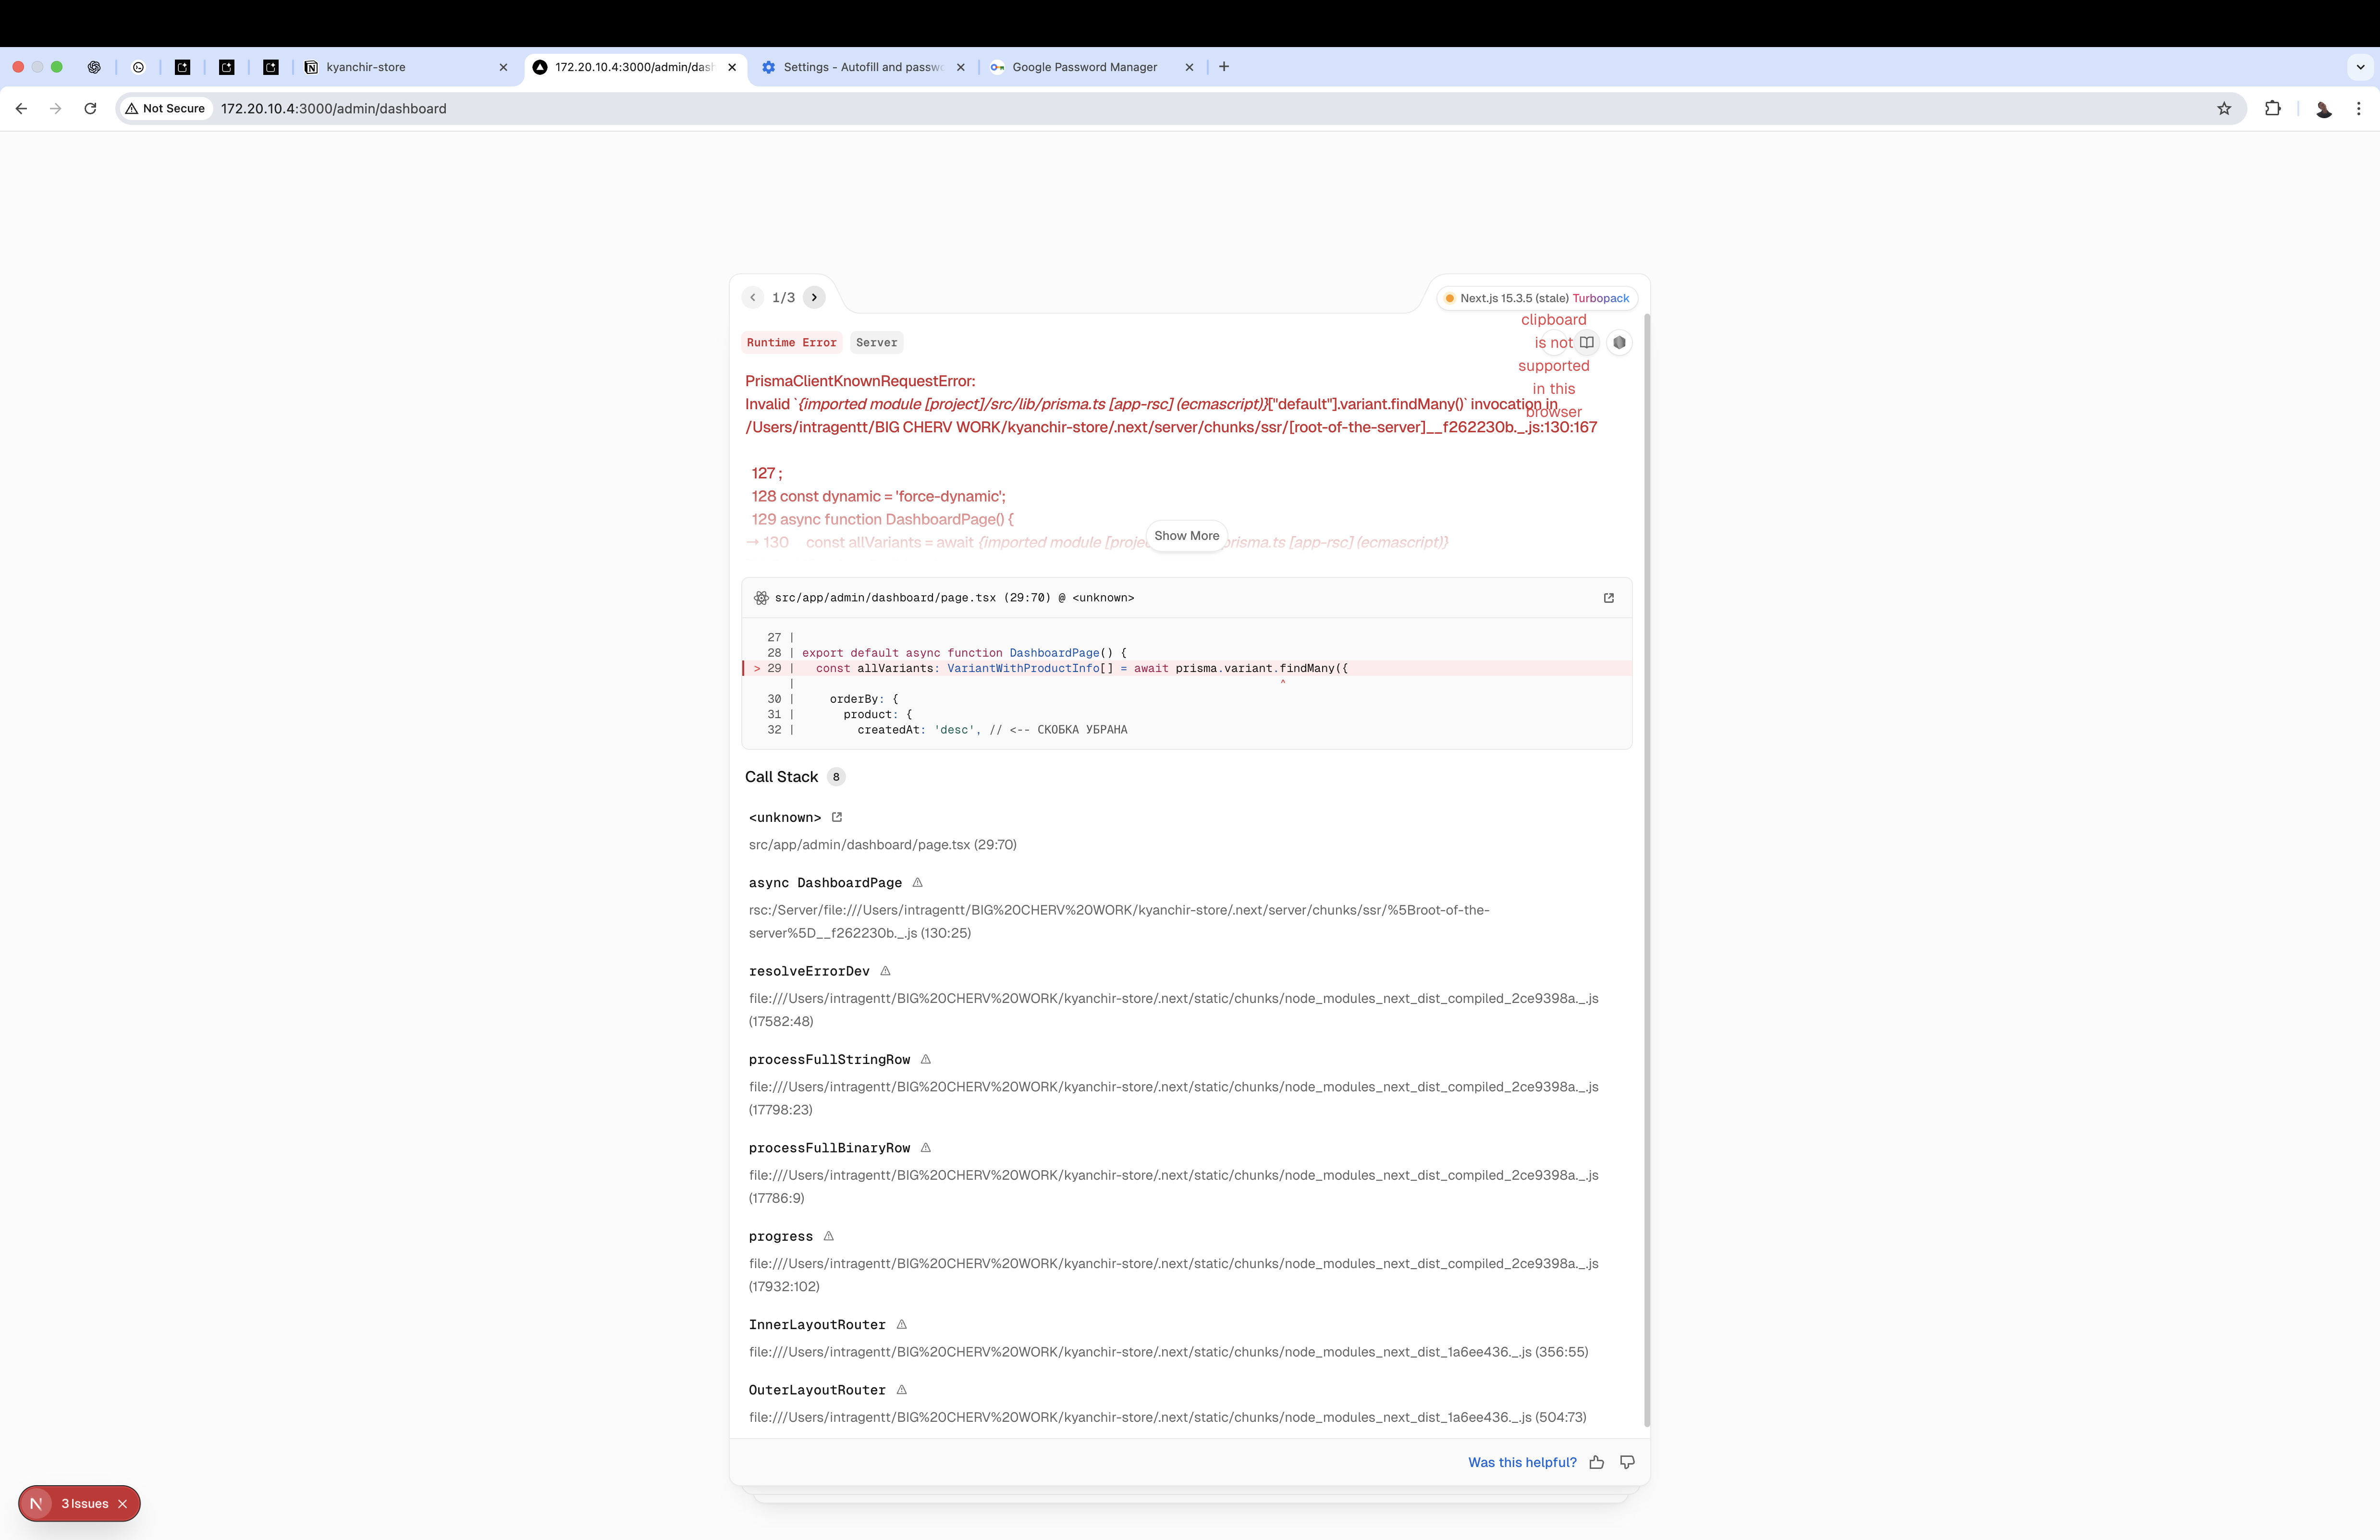 kyanchir-store
172.20.10.4:3000/admin/dash
Settings - Autofill and passwo
Google Password Manager
Not Secure
172.20.10.4:3000/admin/dashboard
1/3
Next.js 15.3.5 (stale) Turbopack
Runtime Error
Server
clipboard
is not
supported
in this
browser
PrismaClientKnownRequestError:
Invalid `{imported module [project]/src/lib/prisma.ts [app-rsc] (ecmascript)}["default"].variant.findMany()` invocation in
/Users/intragentt/BIG CHERV WORK/kyanchir-store/.next/server/chunks/ssr/[root-of-the-server]__f262230b._.js:130:167
127 ;
128 const dynamic = 'force-dynamic';
129 async function DashboardPage() {
→ 130 const allVariants = await {imported module [projec prisma.ts [app-rsc] (ecmascript)}
Show More
src/app/admin/dashboard/page.tsx (29:70) @ <unknown>
27 |
28 | export default async function DashboardPage() {
> 29 | const allVariants: VariantWithProductInfo[] = await prisma.variant.findMany({
| ^
30 | orderBy: {
31 | product: {
32 | createdAt: 'desc', // <-- СКОБКА УБРАНА
Call Stack 8
<unknown>
src/app/admin/dashboard/page.tsx (29:70)
async DashboardPage
rsc:/Server/file:///Users/intragentt/BIG%20CHERV%20WORK/kyanchir-store/.next/server/chunks/ssr/%5Broot-of-the-
server%5D__f262230b._.js (130:25)
resolveErrorDev
file:///Users/intragentt/BIG%20CHERV%20WORK/kyanchir-store/.next/static/chunks/node_modules_next_dist_compiled_2ce9398a._.js
(17582:48)
processFullStringRow
file:///Users/intragentt/BIG%20CHERV%20WORK/kyanchir-store/.next/static/chunks/node_modules_next_dist_compiled_2ce9398a._.js
(17798:23)
processFullBinaryRow
file:///Users/intragentt/BIG%20CHERV%20WORK/kyanchir-store/.next/static/chunks/node_modules_next_dist_compiled_2ce9398a._.js
(17786:9)
progress
file:///Users/intragentt/BIG%20CHERV%20WORK/kyanchir-store/.next/static/chunks/node_modules_next_dist_compiled_2ce9398a._.js
(17932:102)
InnerLayoutRouter
file:///Users/intragentt/BIG%20CHERV%20WORK/kyanchir-store/.next/static/chunks/node_modules_next_dist_1a6ee436._.js (356:55)
OuterLayoutRouter
file:///Users/intragentt/BIG%20CHERV%20WORK/kyanchir-store/.next/static/chunks/node_modules_next_dist_1a6ee436._.js (504:73)
Was this helpful?
N 3 Issues